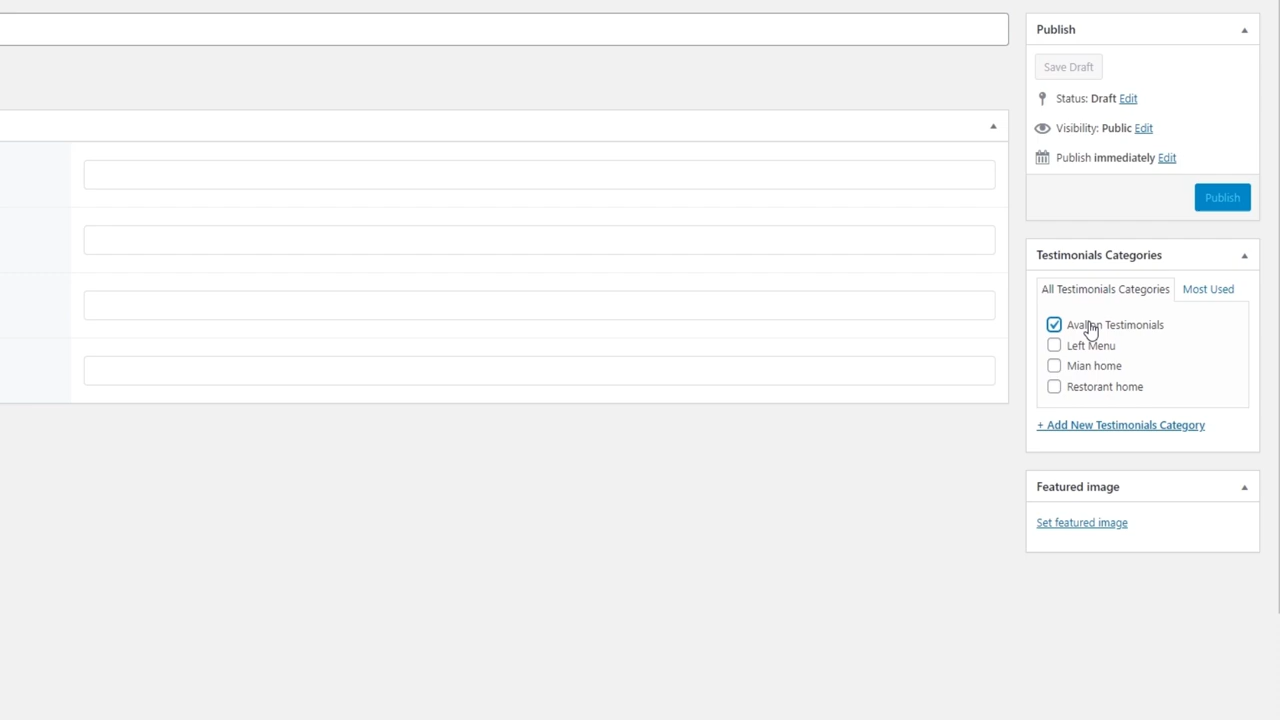 Publish
Save Draft
Status: Draft Edit
Visibility: Public Edit
Publish immediately Edit
Publish
Testimonials Categories
All Testimonials Categories Most Used
Testimonials
Left Menu
Mian home
Restorant home
+ Add New Testimonials Category
Featured image
Set featured image